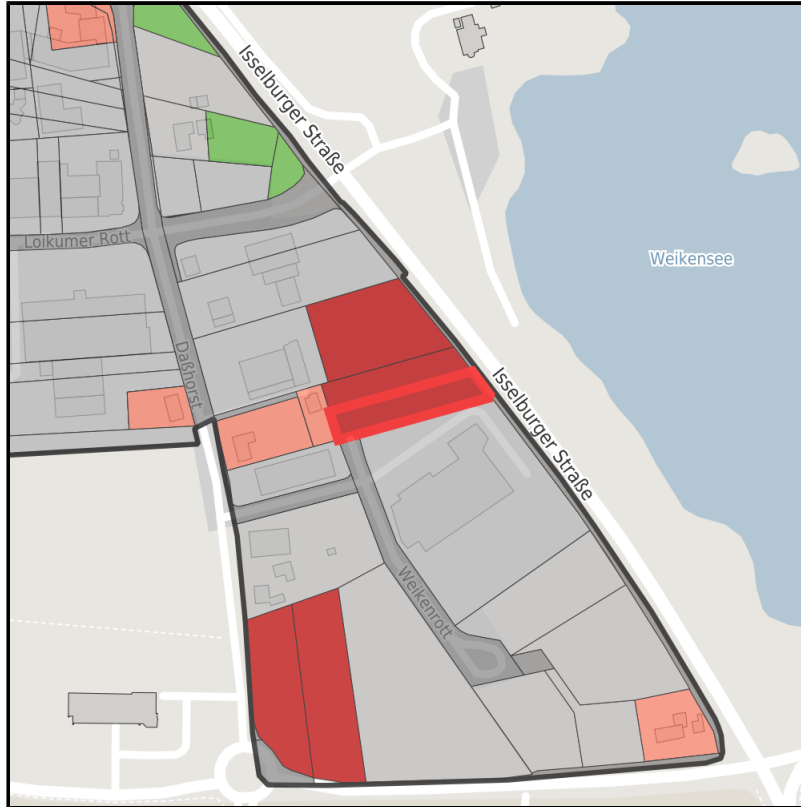 Isselburger Straße
Loikumer Rott
Weikensee
Daßhorst
Isselburger Straße
Weikenrott